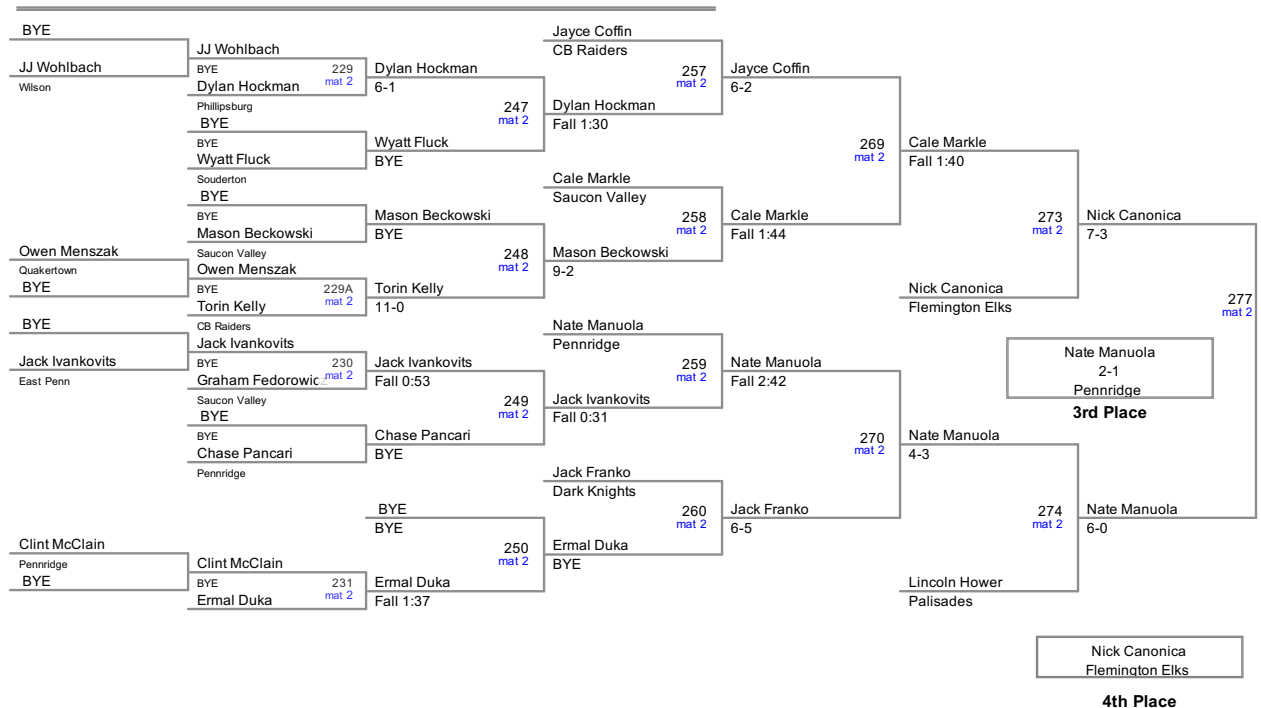 BYE
JJ Wohlbach
Wilson
Owen Menszak
Quakertown
BYE
BYE
Jack Ivankovits
East Penn
Clint McClain
Pennridge
BYE
JJ Wohlbach
BYE
229
mat 2
Dylan Hockman
Phillipsburg
BYE
BYE
Wyatt Fluck
Souderton
BYE
BYE
Mason Beckowski
Saucon Valley
Owen Menszak
BYE
229A
mat 2
Torin Kelly
CB Raiders
Jack Ivankovits
BYE
230
mat 2
Graham Fedorowicz
Saucon Valley
BYE
BYE
Chase Pancari
Pennridge
Clint McClain
BYE
231
mat 2
Ermal Duka
Dylan Hockman
6-1
247
mat 2
Wyatt Fluck
BYE
Mason Beckowski
BYE
248
mat 2
Torin Kelly
11-0
Jack Ivankovits
Fall 0:53
249
mat 2
Chase Pancari
BYE
BYE
BYE
250
mat 2
Ermal Duka
Fall 1:37
Jayce Coffin
CB Raiders
257
mat 2
Dylan Hockman
Fall 1:30
Cale Markle
Saucon Valley
258
mat 2
Mason Beckowski
9-2
Nate Manuola
Pennridge
259
mat 2
Jack Ivankovits
Fall 0:31
Jack Franko
Dark Knights
260
mat 2
Ermal Duka
BYE
Jayce Coffin
6-2
269
mat 2
Cale Markle
Fall 1:44
Nate Manuola
Fall 2:42
270
mat 2
Jack Franko
6-5
Cale Markle
Fall 1:40
273
mat 2
Nick Canonica
Flemington Elks
Nate Manuola
4-3
274
mat 2
Lincoln Hower
Palisades
Nick Canonica
7-3
277
mat 2
Nate Manuola
6-0
Nate Manuola
2-1
Pennridge
3rd Place
Nick Canonica
Flemington Elks
4th Place